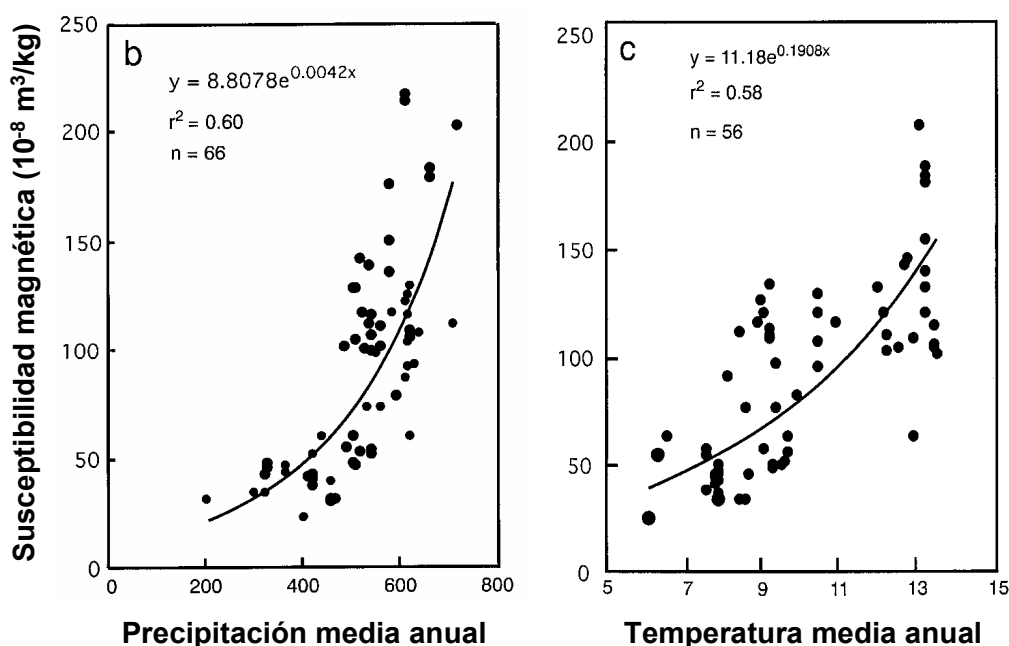 Susceptibilidad magnética (10⁻⁸ m³/kg)
b
y = 8.8078e^0.0042x
r² = 0.60
n = 66
250
200
150
100
50
0
0 200 400 600 800
Precipitación media anual
c
y = 11.18e^0.1908x
r² = 0.58
n = 56
250
200
150
100
50
0
5 7 9 11 13 15
Temperatura media anual